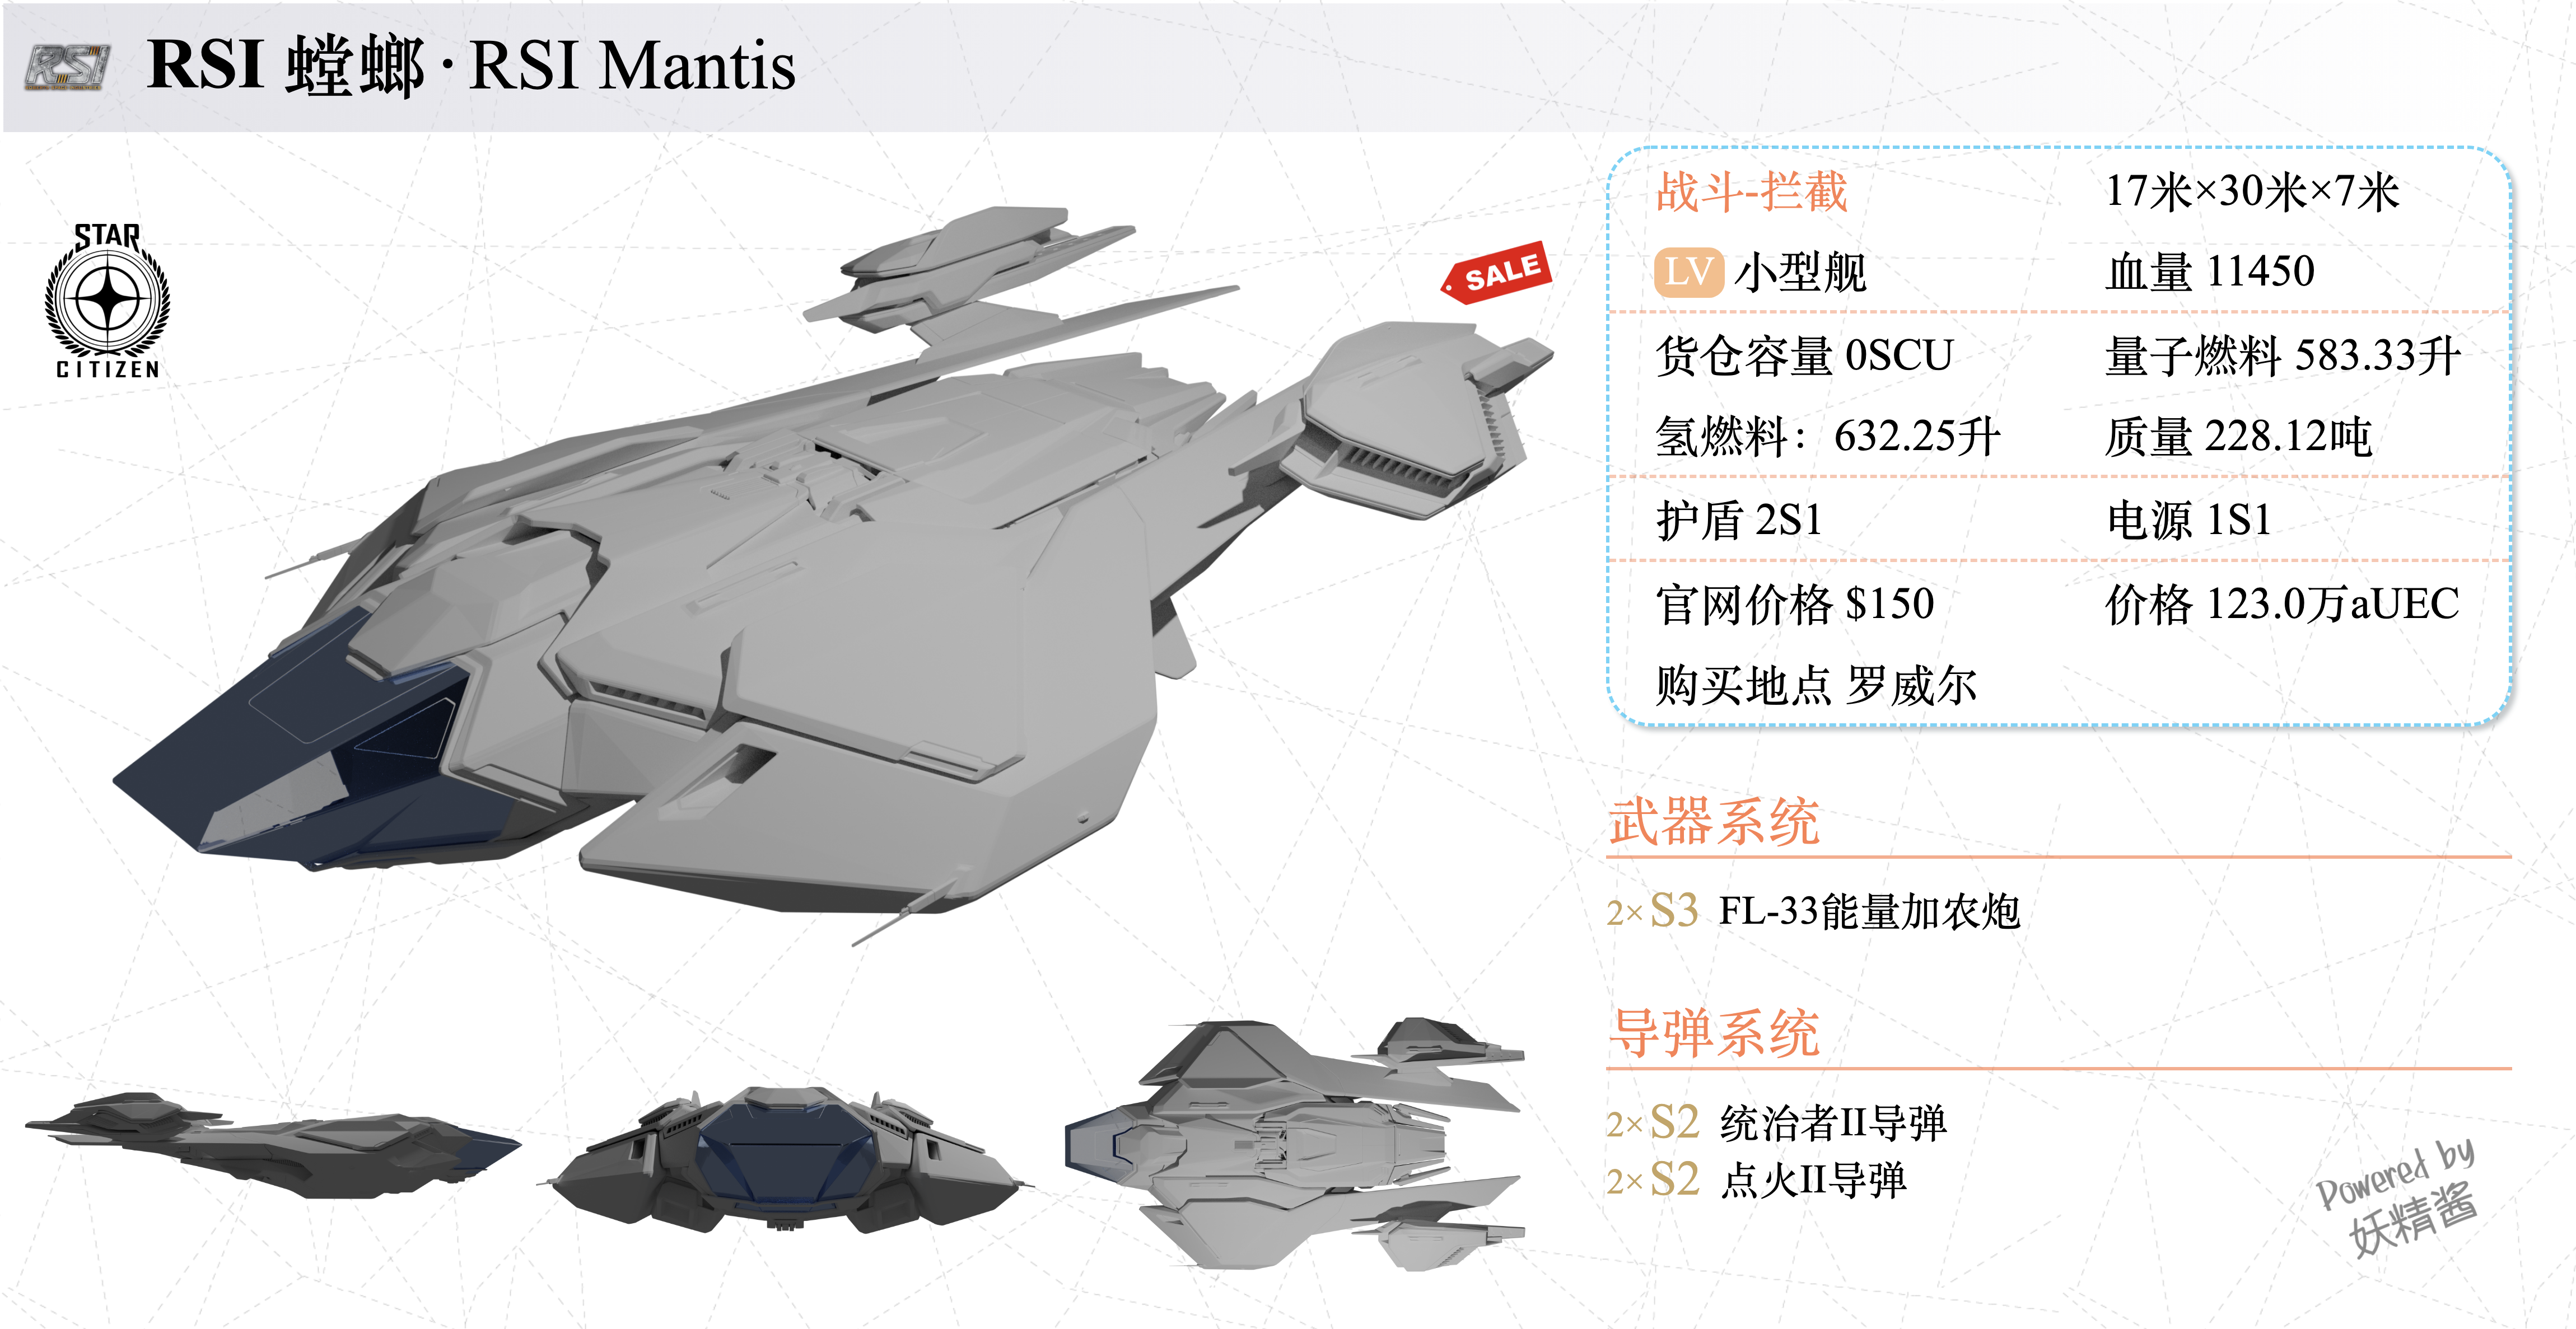 RSI
RSI 螳螂·RSI Mantis
STAR
CITIZEN
SALE
战斗-拦截 17米×30米×7米
LV 小型舰 血量 11450
货仓容量 0SCU 量子燃料 583.33升
氢燃料：632.25升 质量 228.12吨
护盾 2S1 电源 1S1
官网价格 $150 价格 123.0万aUEC
购买地点 罗威尔
武器系统
2× S3 FL-33能量加农炮
导弹系统
2× S2 统治者II导弹
2× S2 点火II导弹
Powered by
妖精酱